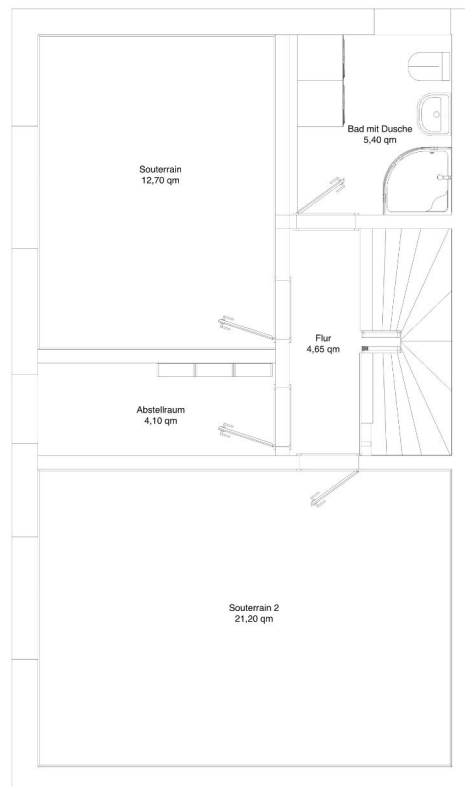 Bad mit Dusche
5,40 qm
Souterrain
12,70 qm
Flur
4,65 qm
Abstellraum
4,10 qm
Souterrain 2
21,20 qm